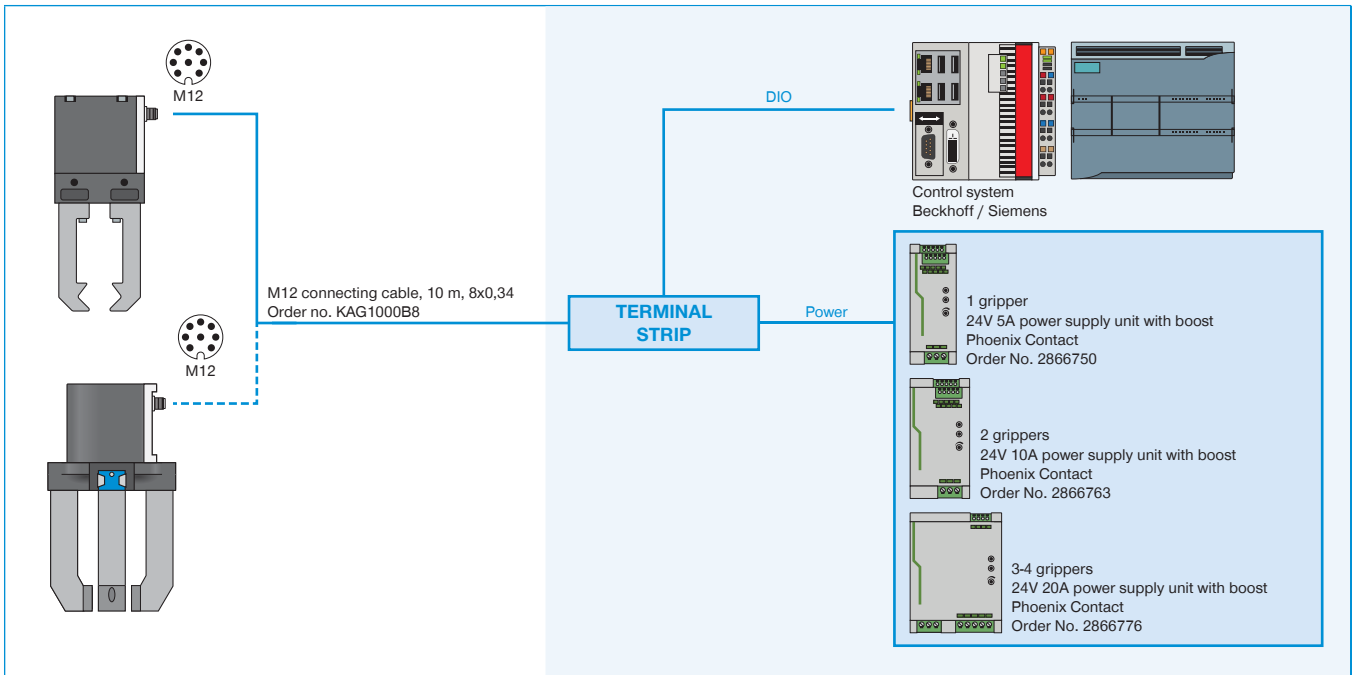 M12
M12
M12 connecting cable, 10 m, 8x0,34
Order no. KAG1000B8
TERMINAL
STRIP
DIO
Power
Control system
Beckhoff / Siemens
1 gripper
24V 5A power supply unit with boost
Phoenix Contact
Order No. 2866750
2 grippers
24V 10A power supply unit with boost
Phoenix Contact
Order No. 2866763
3-4 grippers
24V 20A power supply unit with boost
Phoenix Contact
Order No. 2866776